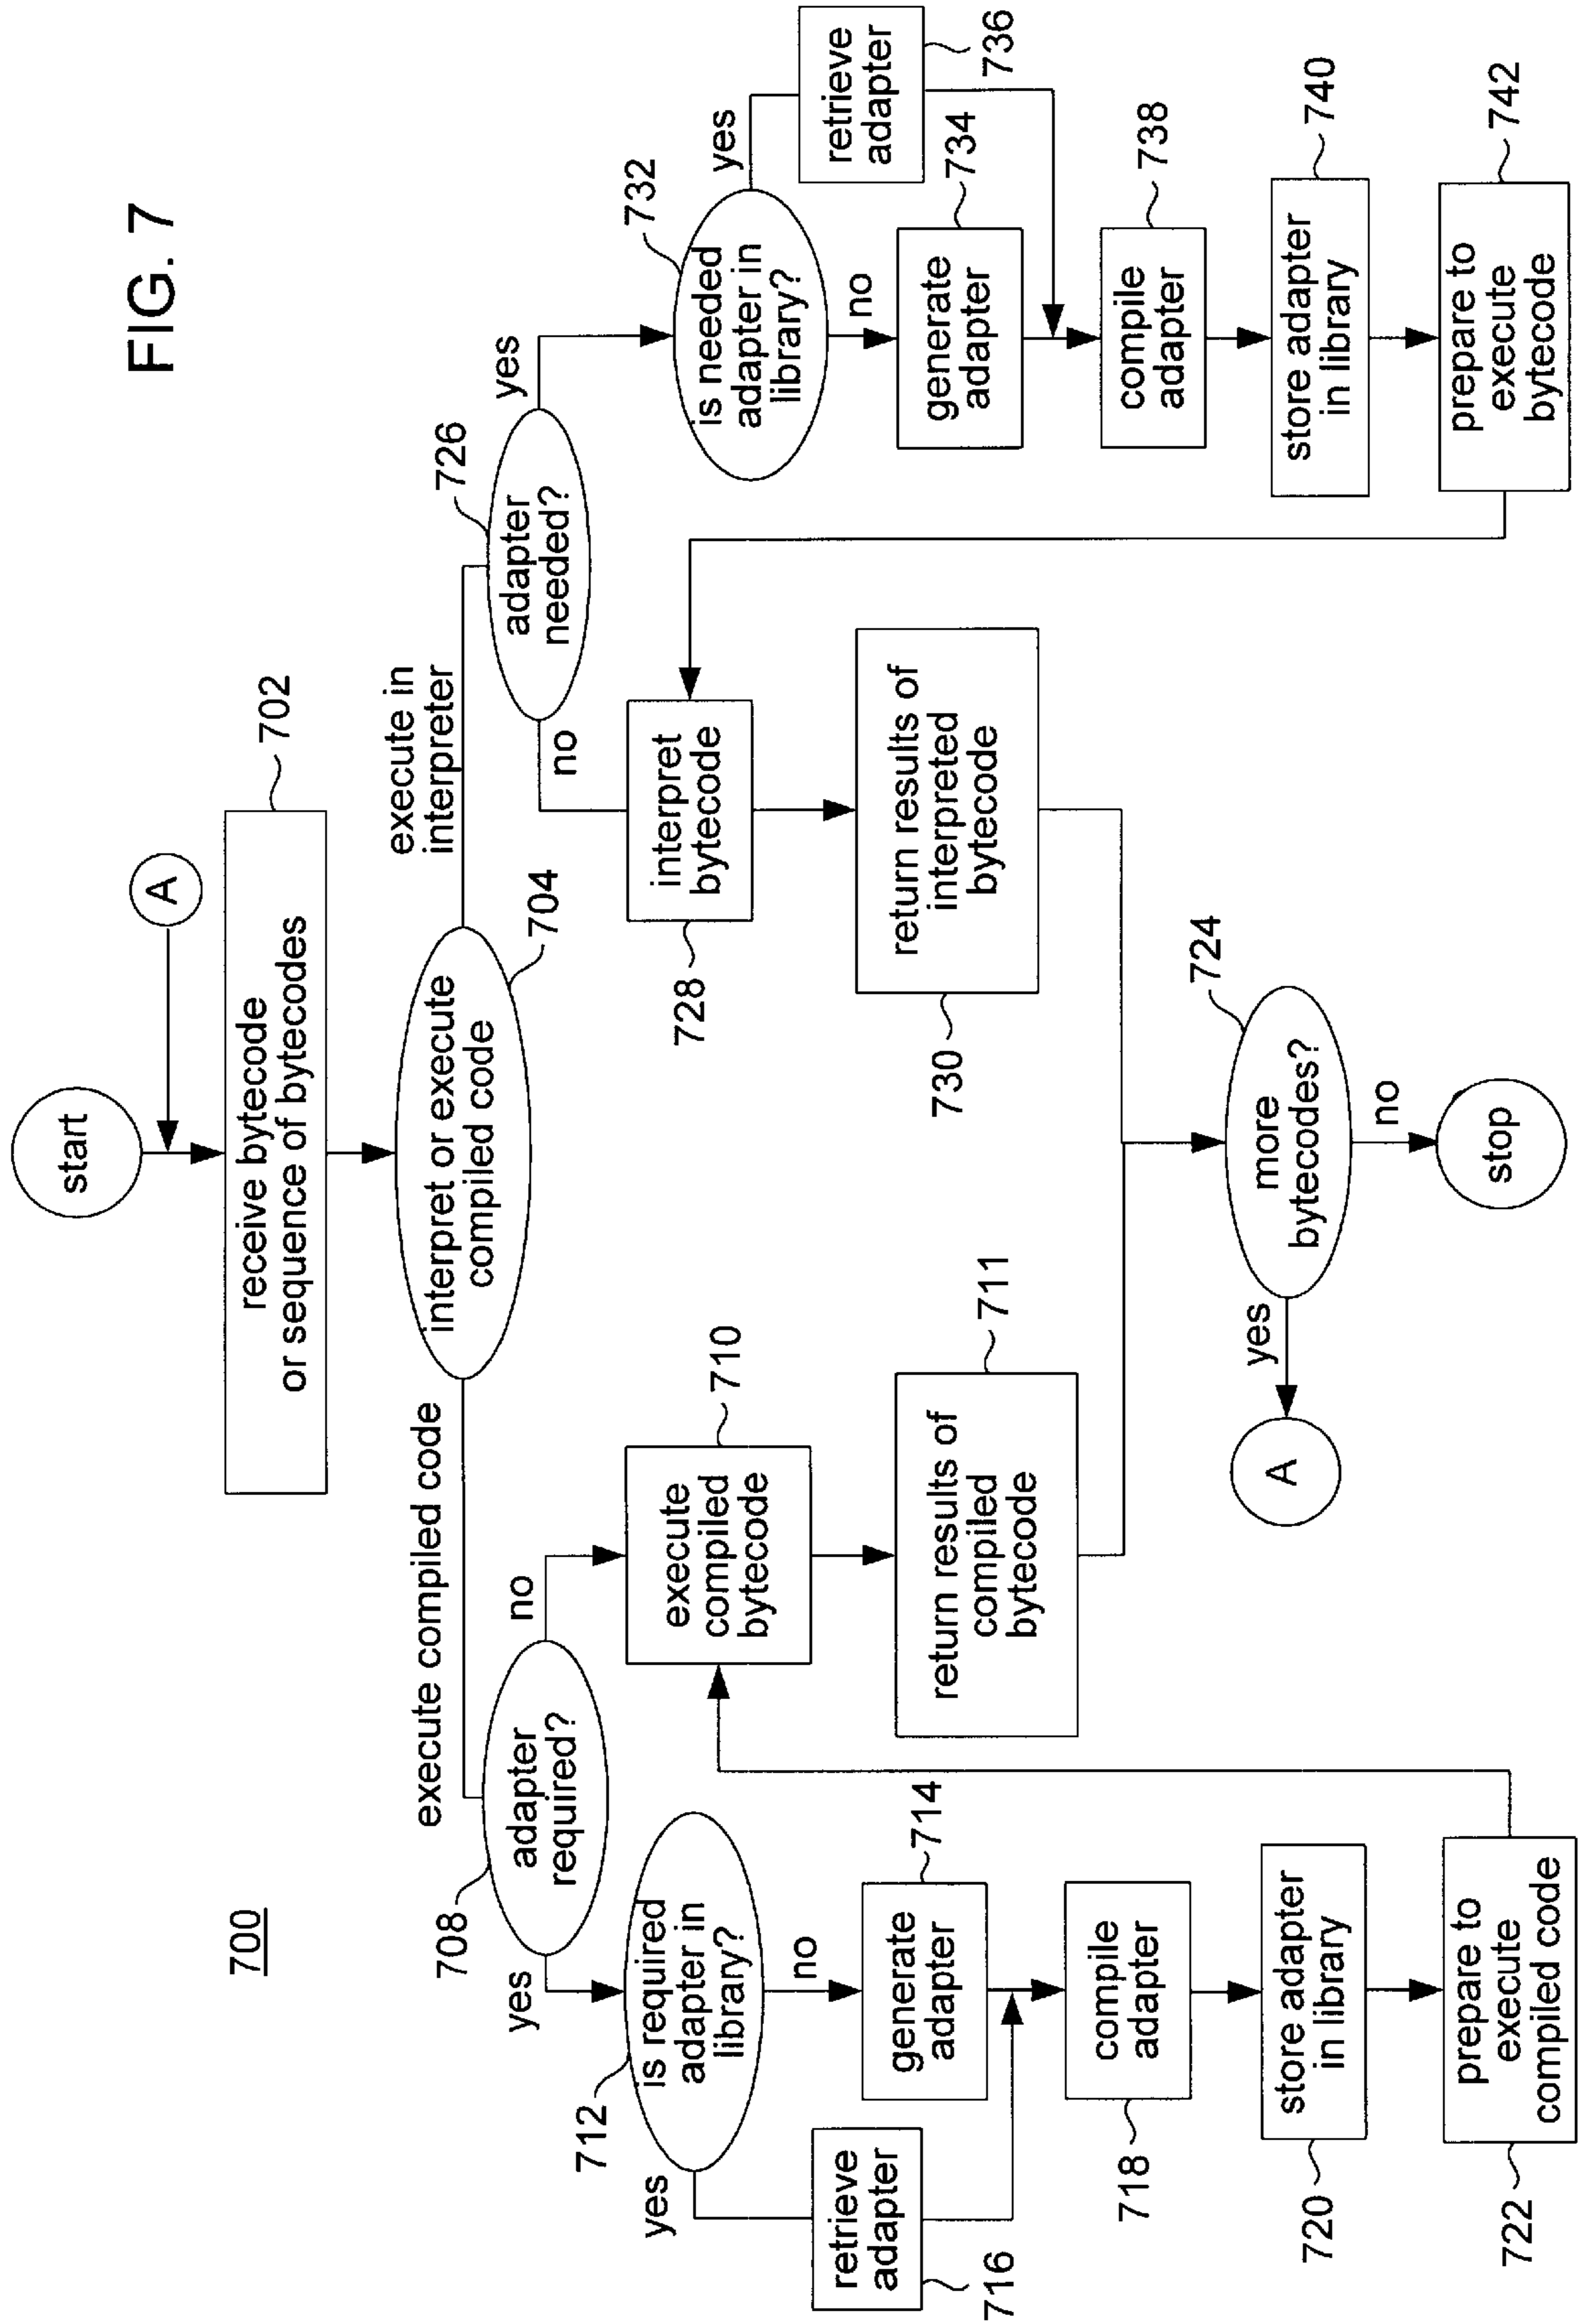 FIG. 7
700
start
A
receive bytecode
or sequence of bytecodes
702
interpret or execute
compiled code
704
execute compiled code
execute in
interpreter
adapter
required?
708
yes
no
is required
adapter in
library?
712
yes
no
retrieve
adapter
716
generate
adapter
714
compile
adapter
718
store adapter
in library
720
prepare to
execute
compiled code
722
execute
compiled
bytecode
710
return results of
compiled
bytecode
711
adapter
needed?
726
no
yes
interpret
bytecode
728
return results of
interpreted
bytecode
730
is needed
adapter in
library?
732
yes
no
retrieve
adapter
736
generate
adapter
734
compile
adapter
738
store adapter
in library
740
prepare to
execute
bytecode
742
more
bytecodes?
724
yes
A
no
stop